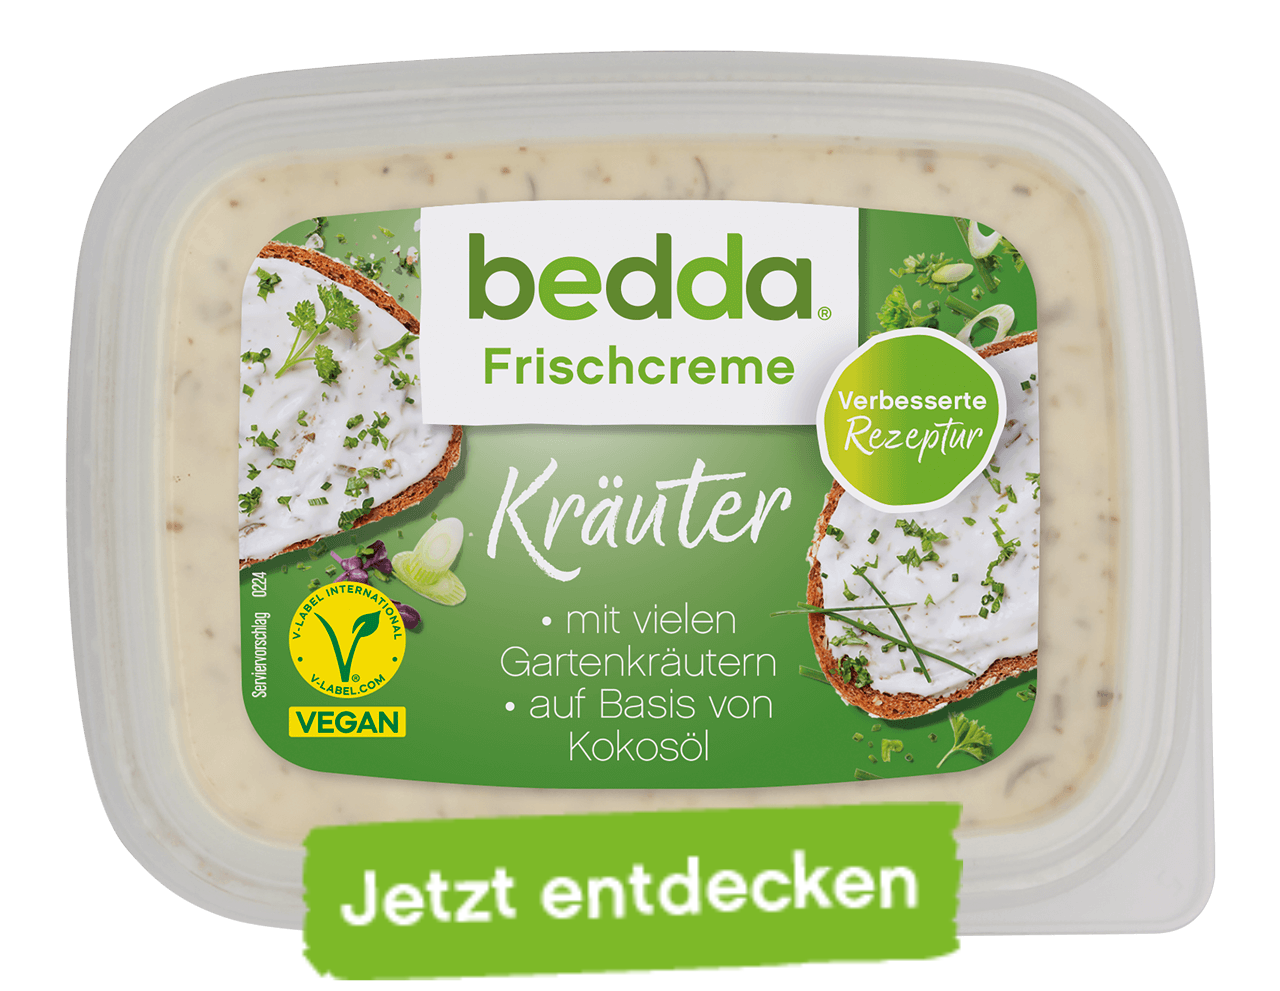 bedda®
Frischcreme
Verbesserte
Rezeptur
Kräuter
• mit vielen
Gartenkräutern
• auf Basis von
Kokosöl
Serviervorschlag 0224
V-LABEL INTERNATIONAL
®
V-LABEL.COM
VEGAN
Jetzt entdecken